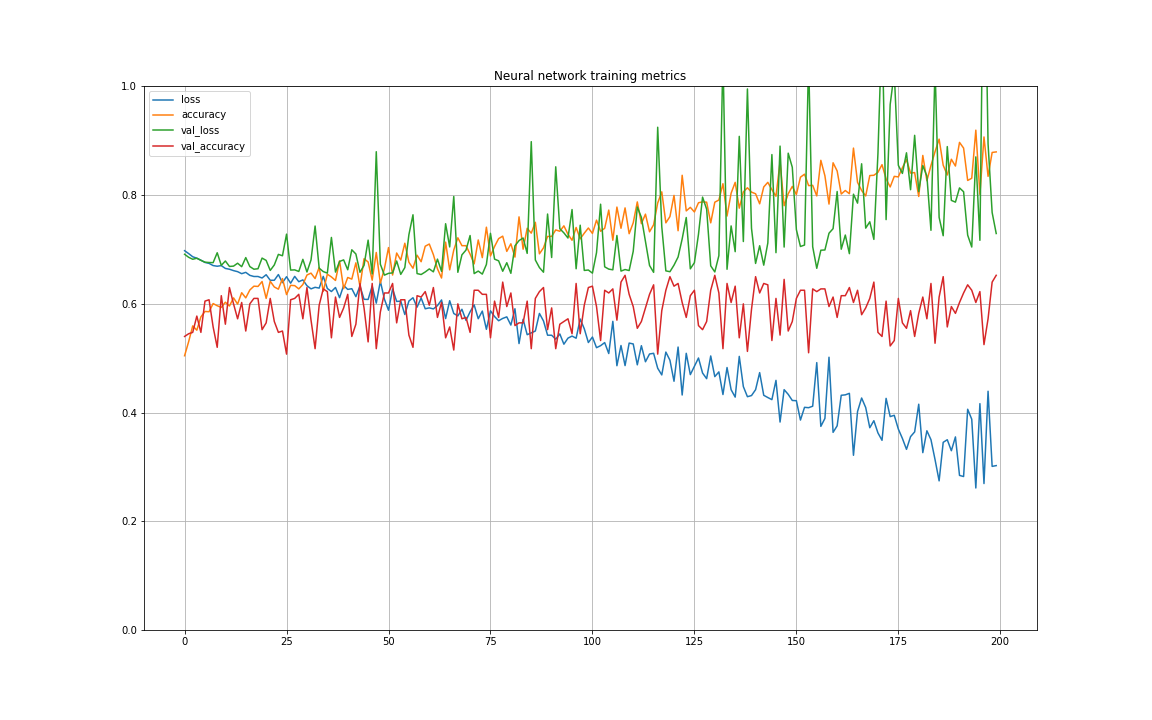 Neural network training metrics
1.0
0.8
0.6
0.4
0.2
0.0
loss
accuracy
val_loss
val_accuracy
0 25 50 75 100 125 150 175 200